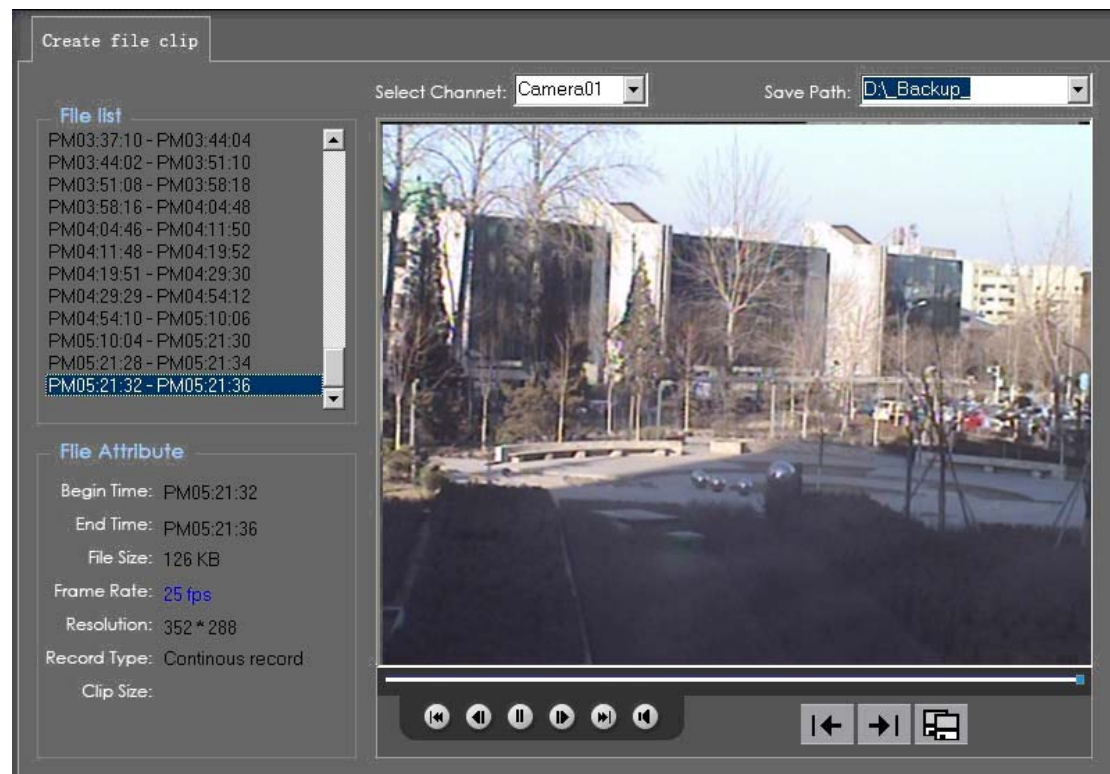 Create file clip
Select Channet: Camera01
Save Path: D:\_Backup_
File list
PM03:37:10 - PM03:44:04
PM03:44:02 - PM03:51:10
PM03:51:08 - PM03:58:18
PM03:58:16 - PM04:04:48
PM04:04:46 - PM04:11:50
PM04:11:48 - PM04:19:52
PM04:19:51 - PM04:29:30
PM04:29:29 - PM04:54:12
PM04:54:10 - PM05:10:06
PM05:10:04 - PM05:21:30
PM05:21:28 - PM05:21:34
PM05:21:32 - PM05:21:36
File Attribute
Begin Time: PM05:21:32
End Time: PM05:21:36
File Size: 126 KB
Frame Rate: 25 fps
Resolution: 352 * 288
Record Type: Continous record
Clip Size: